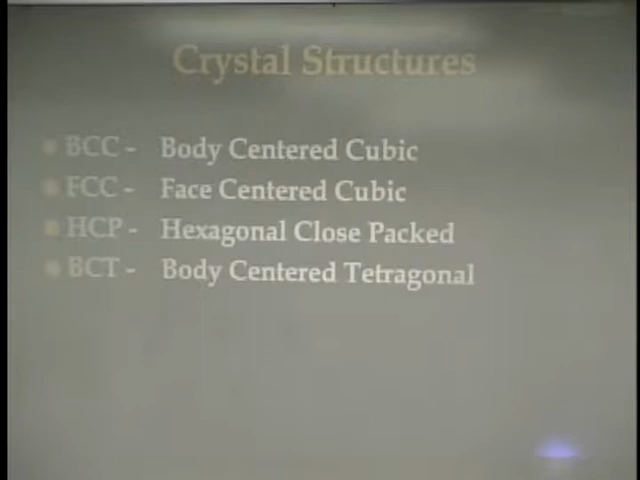 Crystal Structures
BCC - Body Centered Cubic
FCC - Face Centered Cubic
HCP - Hexagonal Close Packed
BCT - Body Centered Tetragonal